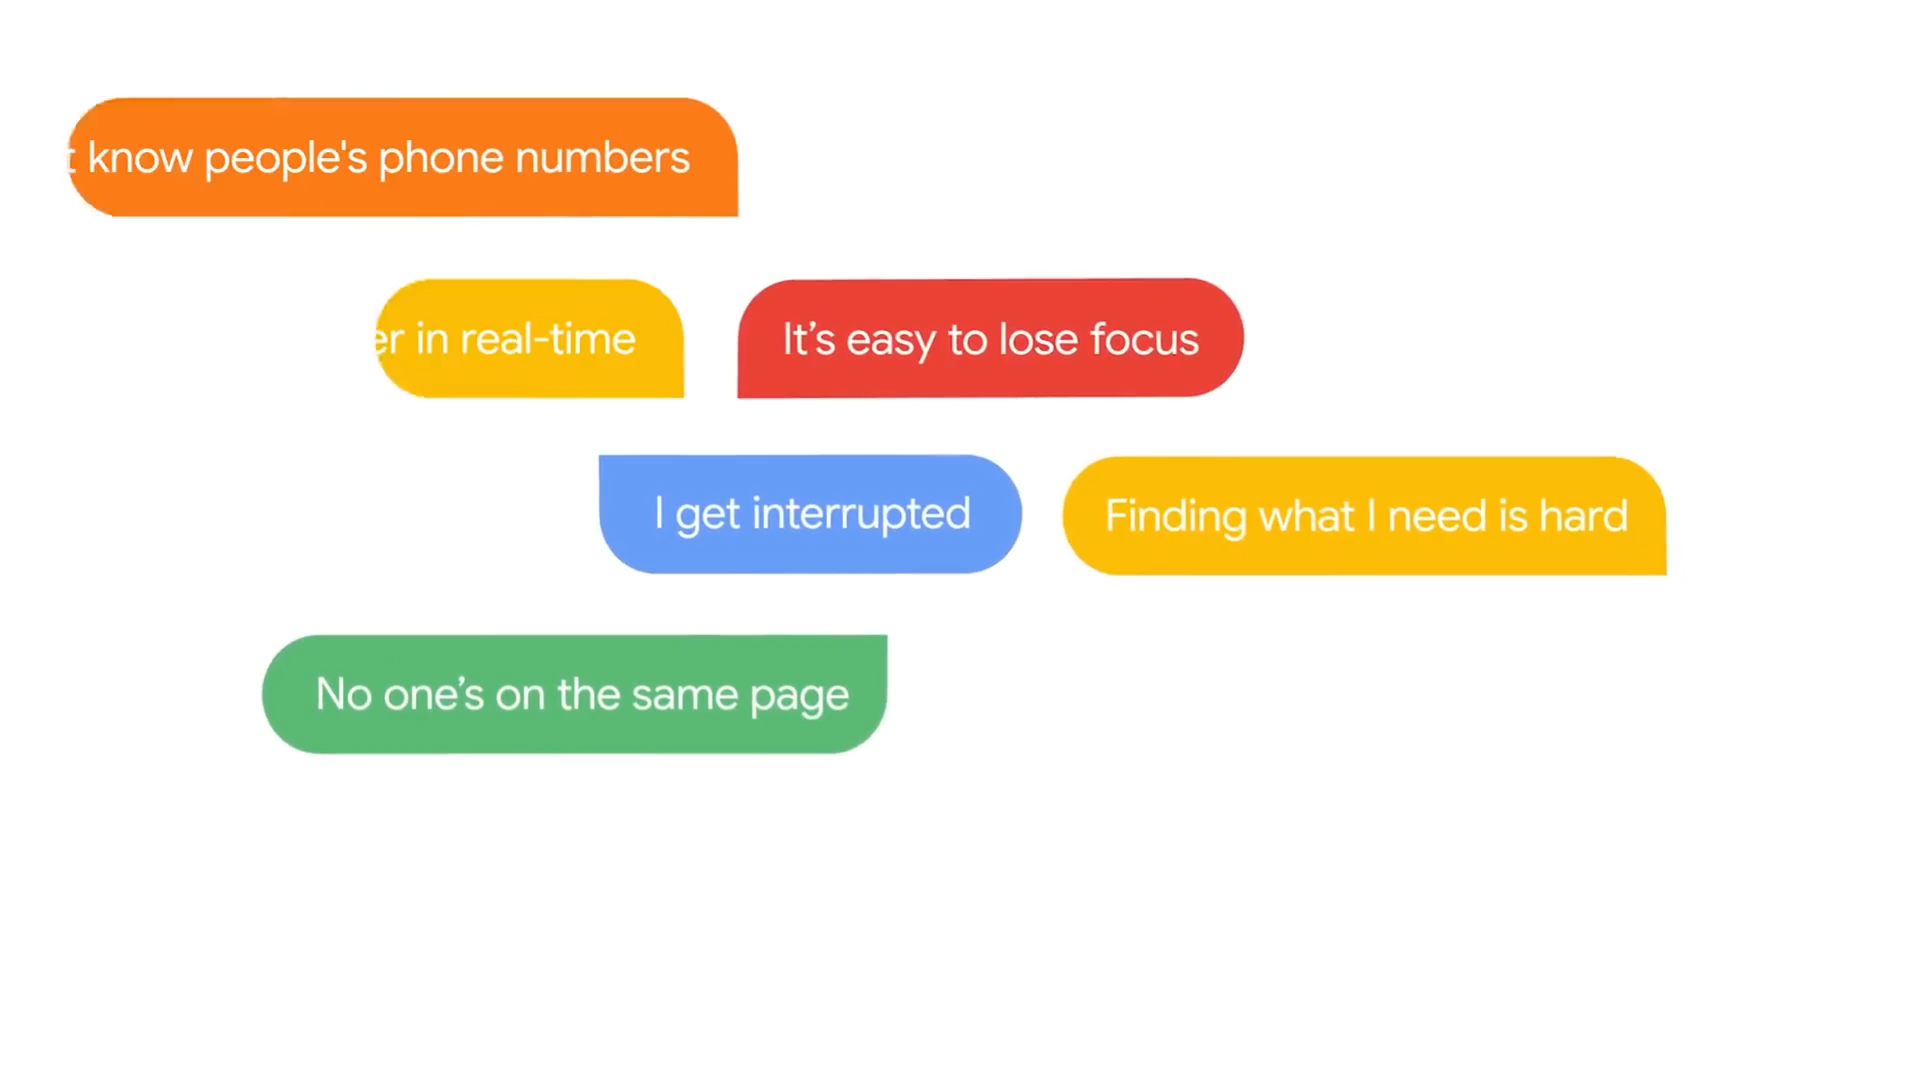 know people's phone numbers
in real-time
It’s easy to lose focus
I get interrupted
Finding what I need is hard
No one’s on the same page